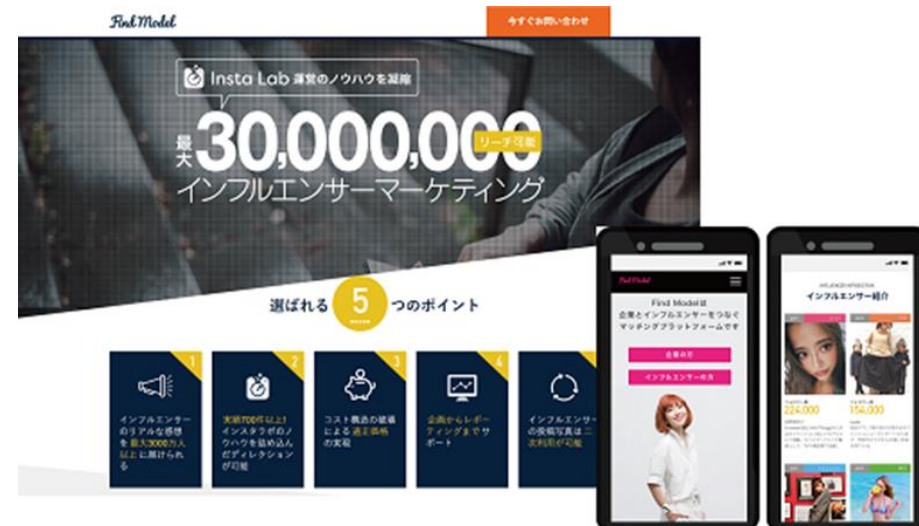 Find Model
今すぐお問い合わせ
Insta Lab 運営のノウハウを凝縮
最大
30,000,000
リーチ可能
インフルエンサーマーケティング
選ばれる 5 つのポイント
1
インフルエンサー
のリアルな感想
を最大3000万人
以上に届けられ
る
2
実績700件以上!
インスタラボのノ
ウハウを詰め込ん
だディレクション
が可能
3
コスト構造の破壊
による適正価格
の実現
4
企画からレポー
ティングまでサ
ポート
インフルエンサー
の投稿写真は二
次利用が可能
Find Model
Find Modelは
企業とインフルエンサーをつなぐ
マッチングプラットフォームです
企業の方
インフルエンサーの方
インフルエンサー紹介
224,000
154,000